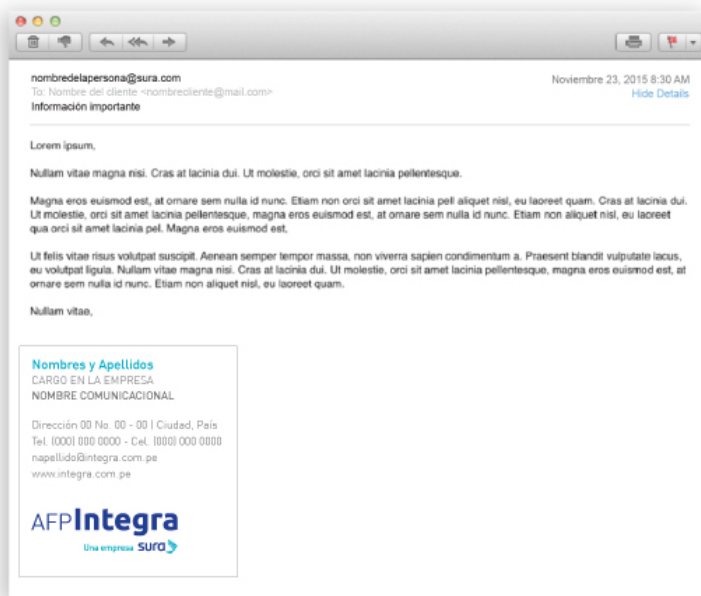 nombredelapersona@sura.com
Noviembre 23, 2015 8:30 AM
To: Nombre del cliente <nombrecliente@mail.com>
Hide Details
Información importante
Lorem ipsum,
Nullam vitae magna nisi. Cras at lacinia dui. Ut molestie, orci sit amet lacinia pellentesque.
Magna eros euismod est, at ornare sem nulla id nunc. Etiam non orci sit amet lacinia pell aliquet nisl, eu laoreet quam. Cras at lacinia dui.
Ut molestie, orci sit amet lacinia pellentesque, magna eros euismod est, at ornare sem nulla id nunc. Etiam non aliquet nisl, eu laoreet
qua orci sit amet lacinia pel. Magna eros euismod est,
Ut felis vitae risus volutpat suscipit. Aenean semper tempor massa, non viverra sapien condimentum a. Praesent blandit vulputate lacus,
eu volutpat ligula. Nullam vitae magna nisi. Cras at lacinia dui. Ut molestie, orci sit amet lacinia pellentesque, magna eros euismod est, at
ornare sem nulla id nunc. Etiam non aliquet nisl, eu laoreet quam.
Nullam vitae,
Nombres y Apellidos
CARGO EN LA EMPRESA
NOMBRE COMUNICACIONAL
Dirección 00 No. 00 - 00 | Ciudad, País
Tel. (000) 000 0000 - Cel. (000) 000 0000
napellido@integra.com.pe
www.integra.com.pe
AFPIntegra
Una empresa sura